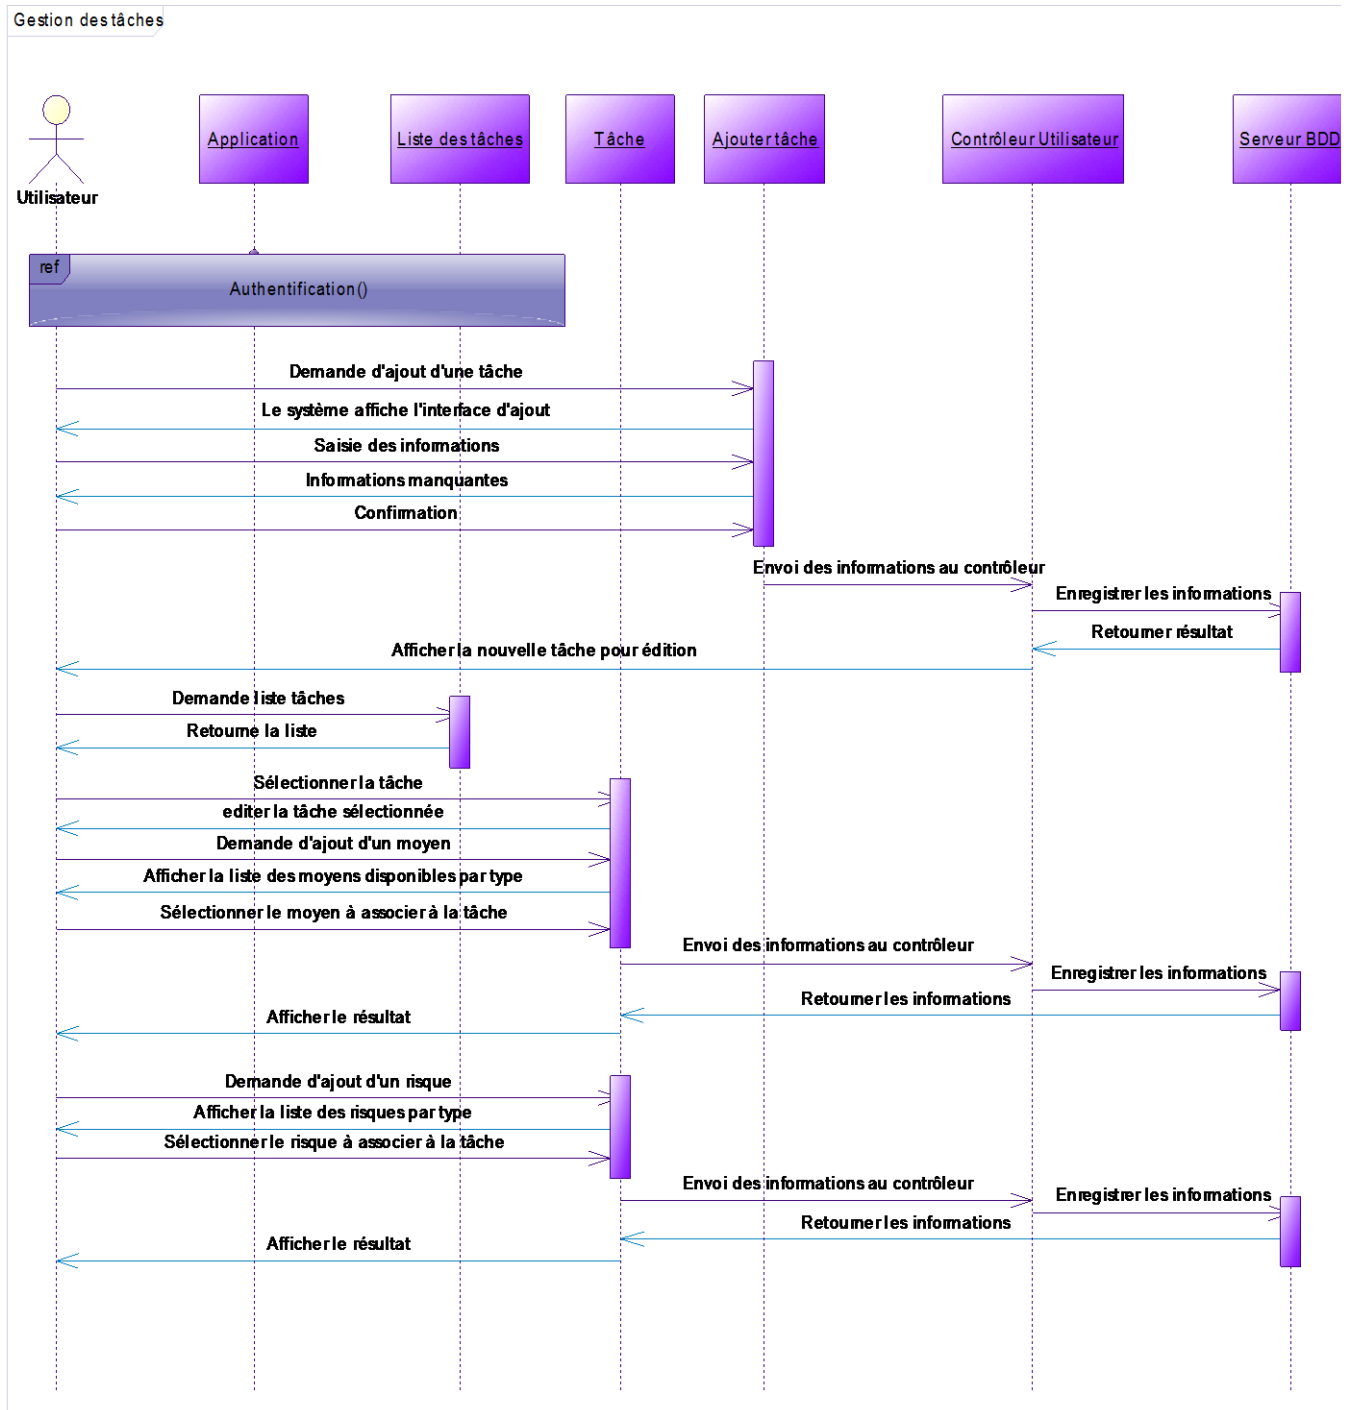 Gestion des tâches
Application
Liste des tâches
Tâche
Ajouter tâche
Contrôleur Utilisateur
Serveur BDD
Utilisateur
ref
Authentification()
Demande d'ajout d'une tâche
Le système affiche l'interface d'ajout
Saisie des informations
Informations manquantes
Confirmation
Envoi des informations au contrôleur
Enregistrer les informations
Retourner résultat
Afficher la nouvelle tâche pour édition
Demande liste tâches
Retourne la liste
Sélectionner la tâche
editer la tâche sélectionnée
Demande d'ajout d'un moyen
Afficher la liste des moyens disponibles par type
Sélectionner le moyen à associer à la tâche
Envoi des informations au contrôleur
Enregistrer les informations
Retourner les informations
Afficher le résultat
Demande d'ajout d'un risque
Afficher la liste des risques par type
Sélectionner le risque à associer à la tâche
Envoi des informations au contrôleur
Enregistrer les informations
Retourner les informations
Afficher le résultat